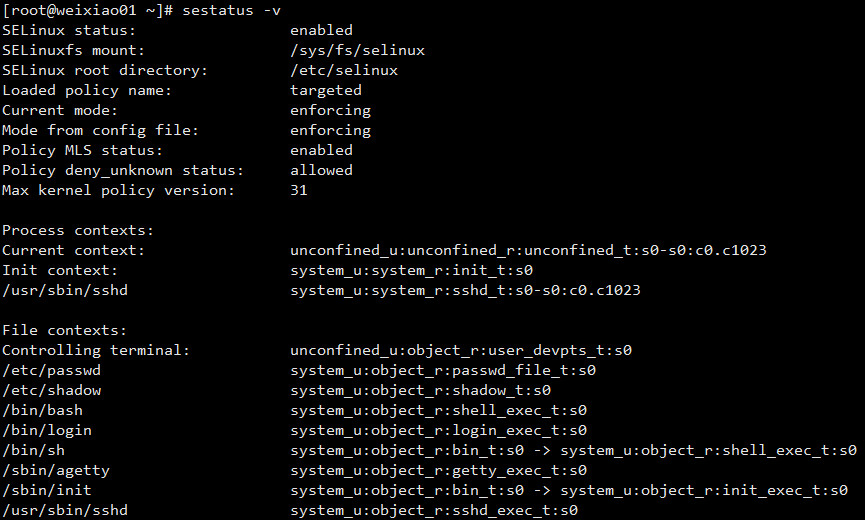 [root@weixiao01 ~]# sestatus -v
SELinux status:                 enabled
SELinuxfs mount:                /sys/fs/selinux
SELinux root directory:         /etc/selinux
Loaded policy name:             targeted
Current mode:                   enforcing
Mode from config file:          enforcing
Policy MLS status:              enabled
Policy deny_unknown status:     allowed
Max kernel policy version:      31

Process contexts:
Current context:                unconfined_u:unconfined_r:unconfined_t:s0-s0:c0.c1023
Init context:                   system_u:system_r:init_t:s0
/usr/sbin/sshd                  system_u:system_r:sshd_t:s0-s0:c0.c1023

File contexts:
Controlling terminal:           unconfined_u:object_r:user_devpts_t:s0
/etc/passwd                     system_u:object_r:passwd_file_t:s0
/etc/shadow                     system_u:object_r:shadow_t:s0
/bin/bash                       system_u:object_r:shell_exec_t:s0
/bin/login                      system_u:object_r:login_exec_t:s0
/bin/sh                         system_u:object_r:bin_t:s0 -> system_u:object_r:shell_exec_t:s0
/sbin/agetty                    system_u:object_r:getty_exec_t:s0
/sbin/init                      system_u:object_r:bin_t:s0 -> system_u:object_r:init_exec_t:s0
/usr/sbin/sshd                  system_u:object_r:sshd_exec_t:s0